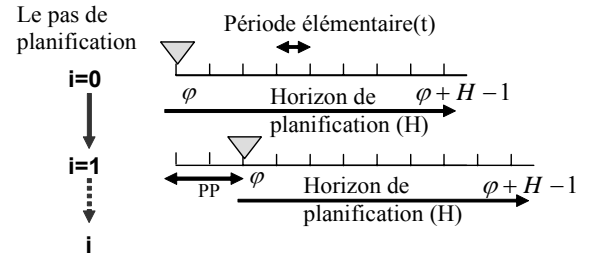 Le pas de
planification
Période élémentaire(t)
i=0
φ
Horizon de
planification (H)
φ + H − 1
i=1
PP
φ
Horizon de
planification (H)
φ + H − 1
i